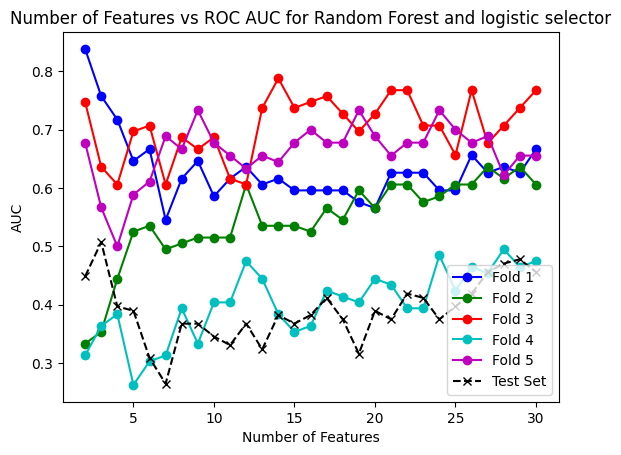 Number of Features vs ROC AUC for Random Forest and logistic selector
AUC
0.8
0.7
0.6
0.5
0.4
0.3
5 10 15 20 25 30
Number of Features
Fold 1
Fold 2
Fold 3
Fold 4
Fold 5
Test Set